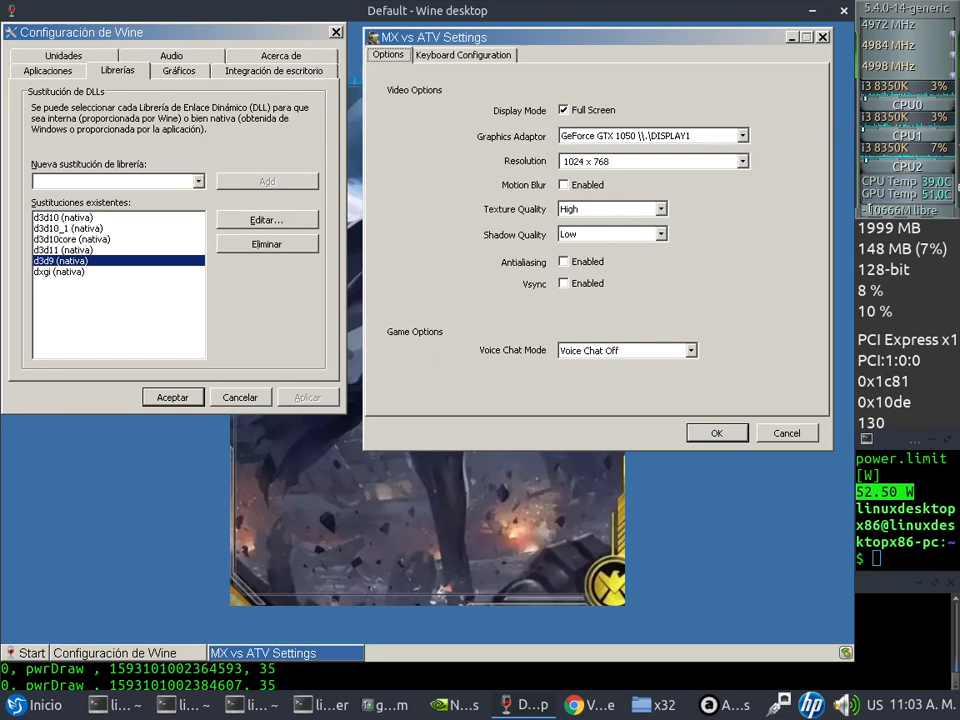 Default - Wine desktop
Configuración de Wine
Unidades
Audio
Acerca de
Aplicaciones
Librerías
Gráficos
Integración de escritorio
Sustitución de DLLs
Se puede seleccionar cada Librería de Enlace Dinámico (DLL) para que
sea interna (proporcionada por Wine) o bien nativa (obtenida de
Windows o proporcionada por la aplicación).
Nueva sustitución de librería:
Add
Sustituciones existentes:
d3d10 (nativa)
d3d10_1 (nativa)
d3d10core (nativa)
d3d11 (nativa)
d3d9 (nativa)
dxgi (nativa)
Editar...
Eliminar
Aceptar
Cancelar
Aplicar
MX vs ATV Settings
Options
Keyboard Configuration
Video Options
Display Mode
Full Screen
Graphics Adaptor
GeForce GTX 1050 \\.\DISPLAY1
Resolution
1024 x 768
Motion Blur
Enabled
Texture Quality
High
Shadow Quality
Low
Antialiasing
Enabled
Vsync
Enabled
Game Options
Voice Chat Mode
Voice Chat Off
OK
Cancel
5.4.0-14-generic
4972 MHz
4984 MHz
4998 MHz
i3 8350K 3%
CPU0
i3 8350K 3%
CPU1
i3 8350K 7%
CPU2
CPU Temp 39,0C
GPU Temp 51,0C
10666M libre
1999 MB
148 MB (7%)
128-bit
8 %
10 %
PCI Express x1
PCI:1:0:0
0x1c81
0x10de
130
...
power.limit
[W]
52.50 W
linuxdesktop
x86@linuxdes
ktopx86-pc:~
$
Start
Configuración de Wine
MX vs ATV Settings
0, pwrDraw , 1593101002364593, 35
0, pwrDraw , 1593101002384607, 35
Inicio
li... ~
li... ~
li... ~
li...er
g...m
N...s
D...p
V...e
x32
A...s
hp
US
11:03 A. M.